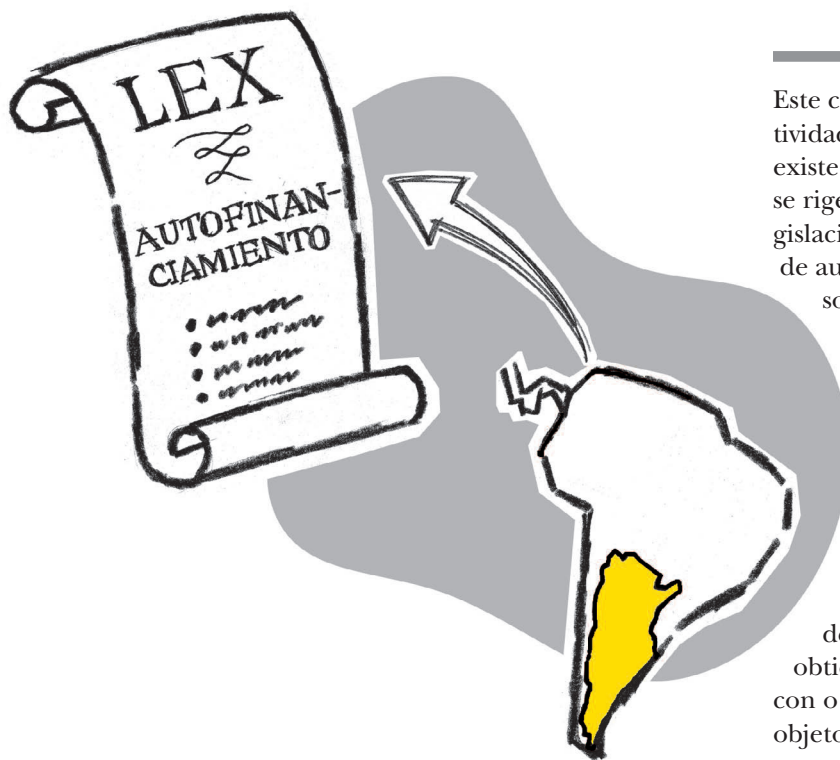 LEX
AUTOFINAN-
CIAMIENTO
Este c
tividad
existe
se rige
gislaci
de au
so
de
obti
con o
objeto